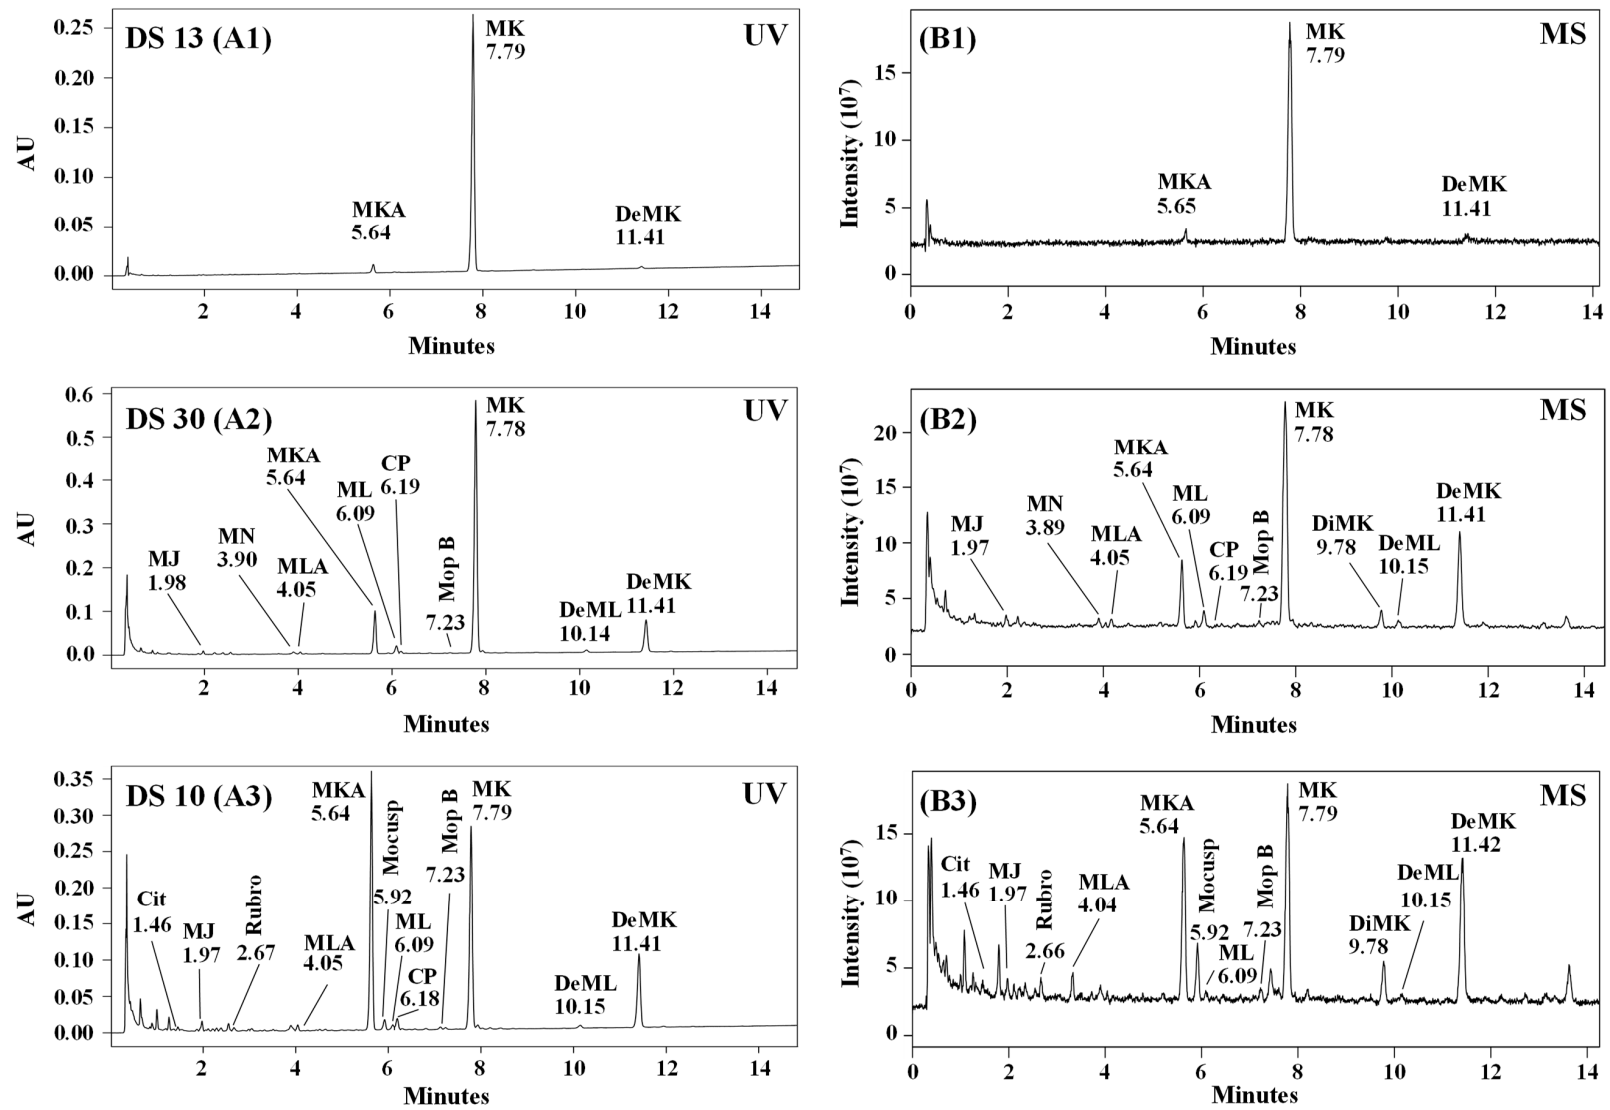 DS 13 (A1)
UV
MK
7.79
MKA
5.64
DeMK
11.41
AU
0.25
0.20
0.15
0.10
0.05
0.00
2 4 6 8 10 12 14
Minutes
(B1)
MS
MK
7.79
MKA
5.65
DeMK
11.41
Intensity (10⁷)
15
10
5
0
0 2 4 6 8 10 12 14
Minutes
DS 30 (A2)
UV
MK
7.78
MKA
5.64
CP
6.19
ML
6.09
MN
3.90
MJ
1.98
MLA
4.05
Mop B
7.23
DeML
10.14
DeMK
11.41
AU
0.6
0.5
0.4
0.3
0.2
0.1
0.0
2 4 6 8 10 12 14
Minutes
(B2)
MS
MK
7.78
MKA
5.64
ML
6.09
MN
3.89
MJ
1.97
MLA
4.05
CP
6.19
Mop B
7.23
DiMK
9.78
DeML
10.15
DeMK
11.41
Intensity (10⁷)
20
15
10
5
0
0 2 4 6 8 10 12 14
Minutes
DS 10 (A3)
UV
MKA
5.64
Mocusp
5.92
Mop B
7.23
MK
7.79
Cit
1.46
MJ
1.97
Rubro
2.67
MLA
4.05
ML
6.09
CP
6.18
DeML
10.15
DeMK
11.41
AU
0.35
0.30
0.25
0.20
0.15
0.10
0.05
0.00
2 4 6 8 10 12 14
Minutes
(B3)
MS
MKA
5.64
MK
7.79
Cit
1.46
MJ
1.97
Rubro
2.66
MLA
4.04
Mocusp
5.92
ML
6.09
Mop B
7.23
DiMK
9.78
DeML
10.15
DeMK
11.42
Intensity (10⁷)
15
10
5
0
0 2 4 6 8 10 12 14
Minutes